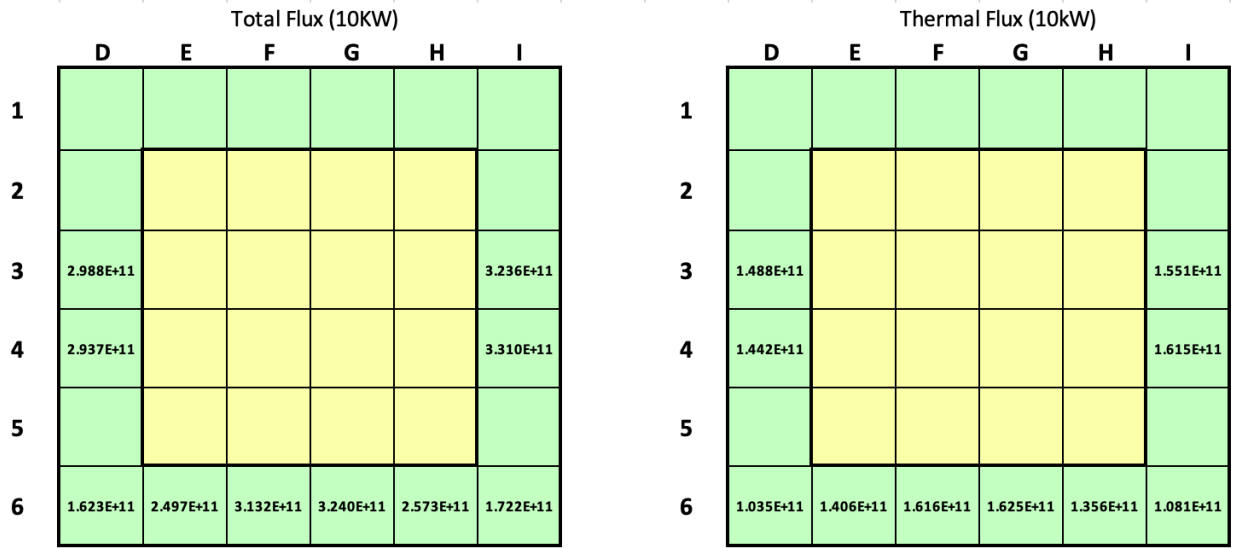 Total Flux (10KW) Thermal Flux (10kW)
D E F G H I D E F G H I
1 1
2 2
3 2.988E+11 3.236E+11 3 1.488E+11 1.551E+11
4 2.937E+11 3.310E+11 4 1.442E+11 1.615E+11
5 5
6 1.623E+11 2.497E+11 3.132E+11 3.240E+11 2.573E+11 1.722E+11 6 1.035E+11 1.406E+11 1.616E+11 1.625E+11 1.356E+11 1.081E+11